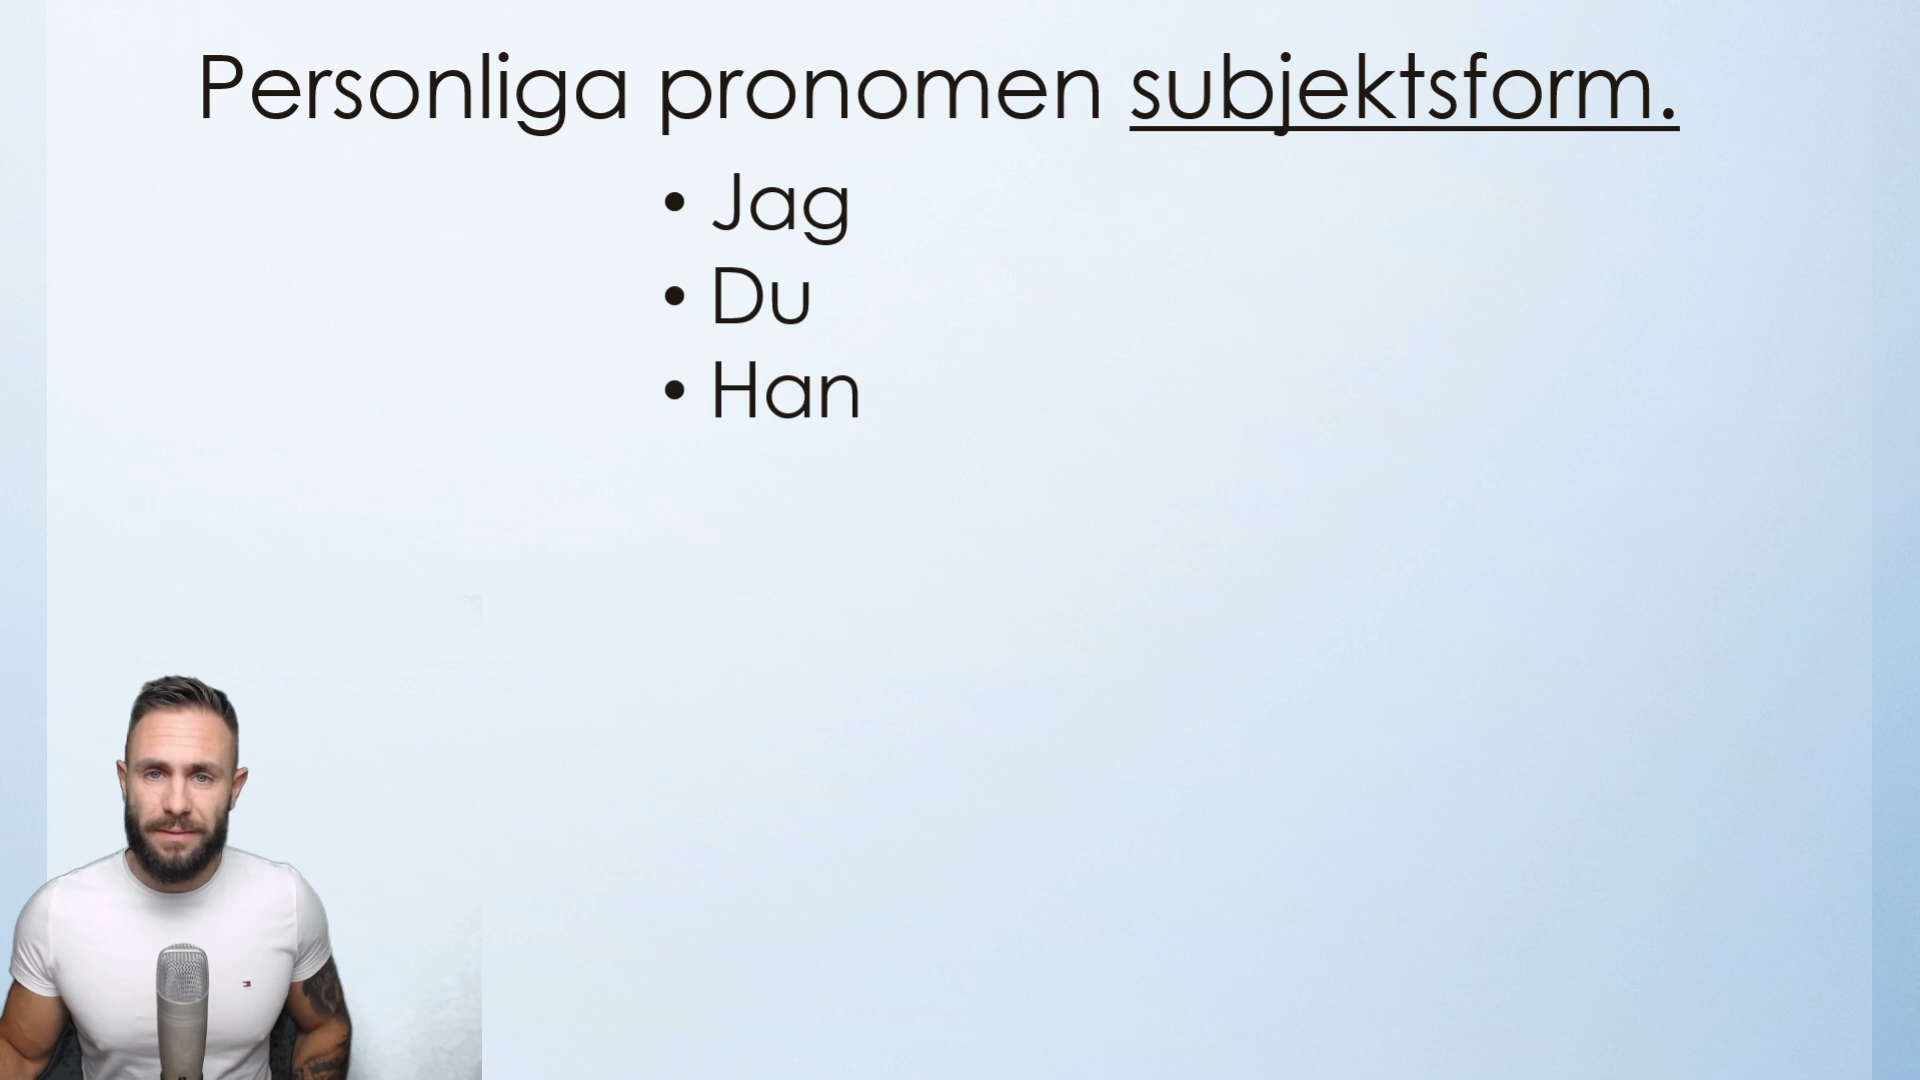 Personliga pronomen subjektsform.
• Jag
• Du
• Han